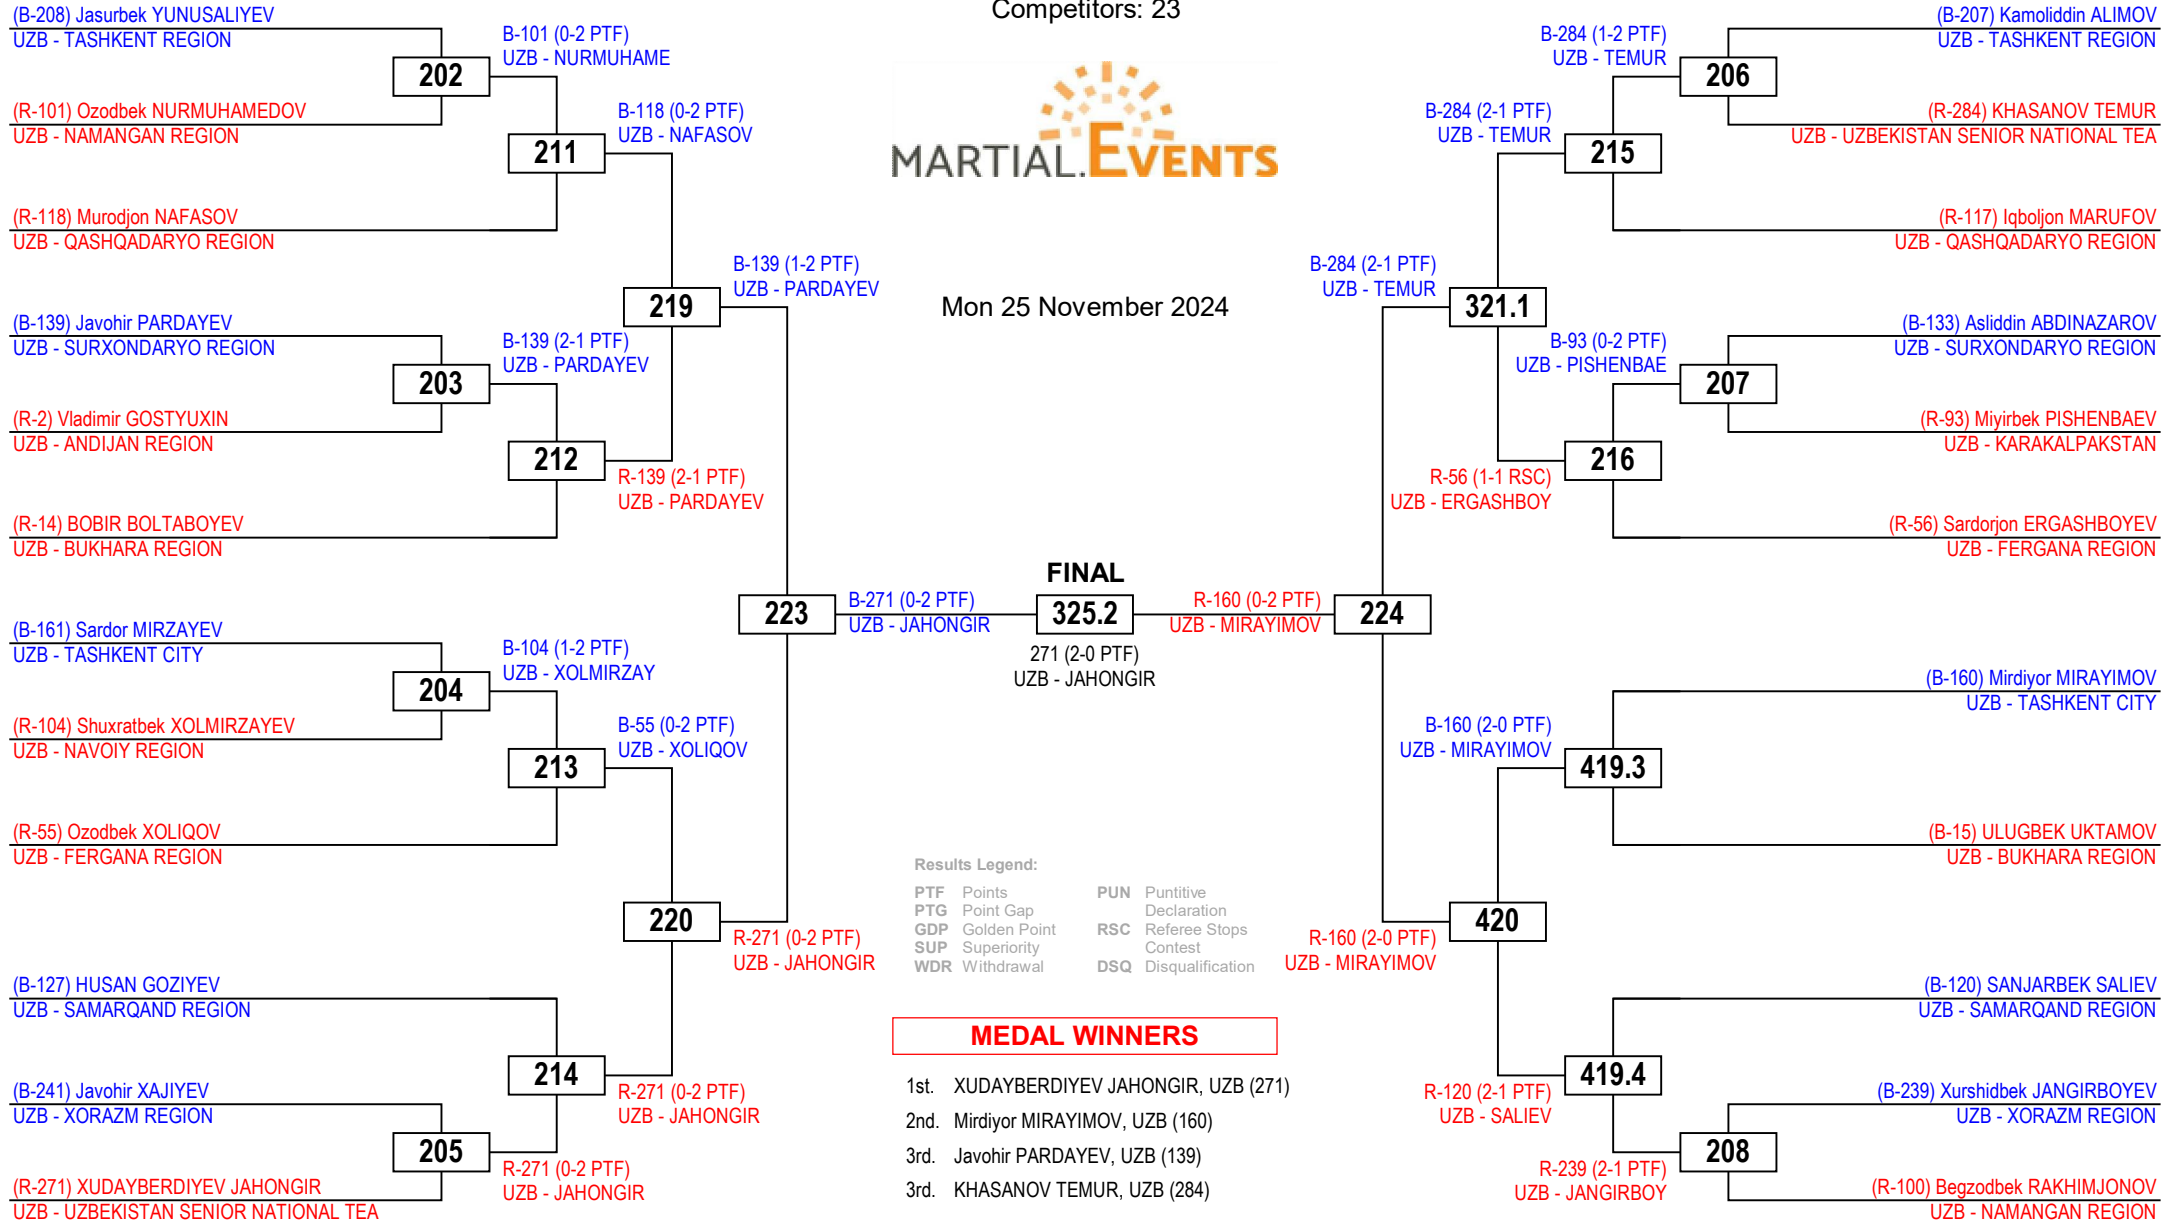 Competitors: 23
MARTIAL.EVENTS
Mon 25 November 2024
(B-208) Jasurbek YUNUSALIYEV
UZB - TASHKENT REGION
202
(R-101) Ozodbek NURMUHAMEDOV
UZB - NAMANGAN REGION
B-101 (0-2 PTF)
UZB - NURMUHAME
211
(R-118) Murodjon NAFASOV
UZB - QASHQADARYO REGION
B-118 (0-2 PTF)
UZB - NAFASOV
219
(B-139) Javohir PARDAYEV
UZB - SURXONDARYO REGION
203
(R-2) Vladimir GOSTYUXIN
UZB - ANDIJAN REGION
B-139 (2-1 PTF)
UZB - PARDAYEV
212
(R-14) BOBIR BOLTABOYEV
UZB - BUKHARA REGION
R-139 (2-1 PTF)
UZB - PARDAYEV
B-139 (1-2 PTF)
UZB - PARDAYEV
223
(B-161) Sardor MIRZAYEV
UZB - TASHKENT CITY
204
(R-104) Shuxratbek XOLMIRZAYEV
UZB - NAVOIY REGION
B-104 (1-2 PTF)
UZB - XOLMIRZAY
213
(R-55) Ozodbek XOLIQOV
UZB - FERGANA REGION
B-55 (0-2 PTF)
UZB - XOLIQOV
220
(B-127) HUSAN GOZIYEV
UZB - SAMARQAND REGION
214
(B-241) Javohir XAJIYEV
UZB - XORAZM REGION
205
(R-271) XUDAYBERDIYEV JAHONGIR
UZB - UZBEKISTAN SENIOR NATIONAL TEA
R-271 (0-2 PTF)
UZB - JAHONGIR
R-271 (0-2 PTF)
UZB - JAHONGIR
R-271 (0-2 PTF)
UZB - JAHONGIR
B-271 (0-2 PTF)
UZB - JAHONGIR
FINAL
325.2
271 (2-0 PTF)
UZB - JAHONGIR
R-160 (0-2 PTF)
UZB - MIRAYIMOV
224
(B-207) Kamoliddin ALIMOV
UZB - TASHKENT REGION
206
(R-284) KHASANOV TEMUR
UZB - UZBEKISTAN SENIOR NATIONAL TEA
B-284 (1-2 PTF)
UZB - TEMUR
215
(R-117) Iqboljon MARUFOV
UZB - QASHQADARYO REGION
B-284 (2-1 PTF)
UZB - TEMUR
321.1
B-284 (2-1 PTF)
UZB - TEMUR
(B-133) Asliddin ABDINAZAROV
UZB - SURXONDARYO REGION
207
(R-93) Miyirbek PISHENBAEV
UZB - KARAKALPAKSTAN
B-93 (0-2 PTF)
UZB - PISHENBAE
216
(R-56) Sardorjon ERGASHBOYEV
UZB - FERGANA REGION
R-56 (1-1 RSC)
UZB - ERGASHBOY
(B-160) Mirdiyor MIRAYIMOV
UZB - TASHKENT CITY
419.3
(B-15) ULUGBEK UKTAMOV
UZB - BUKHARA REGION
B-160 (2-0 PTF)
UZB - MIRAYIMOV
420
R-160 (2-0 PTF)
UZB - MIRAYIMOV
(B-120) SANJARBEK SALIEV
UZB - SAMARQAND REGION
419.4
R-120 (2-1 PTF)
UZB - SALIEV
(B-239) Xurshidbek JANGIRBOYEV
UZB - XORAZM REGION
208
(R-100) Begzodbek RAKHIMJONOV
UZB - NAMANGAN REGION
R-239 (2-1 PTF)
UZB - JANGIRBOY
Results Legend:
PTF Points
PTG Point Gap
GDP Golden Point
SUP Superiority
WDR Withdrawal
PUN Puntitive
Declaration
RSC Referee Stops
Contest
DSQ Disqualification
MEDAL WINNERS
1st. XUDAYBERDIYEV JAHONGIR, UZB (271)
2nd. Mirdiyor MIRAYIMOV, UZB (160)
3rd. Javohir PARDAYEV, UZB (139)
3rd. KHASANOV TEMUR, UZB (284)